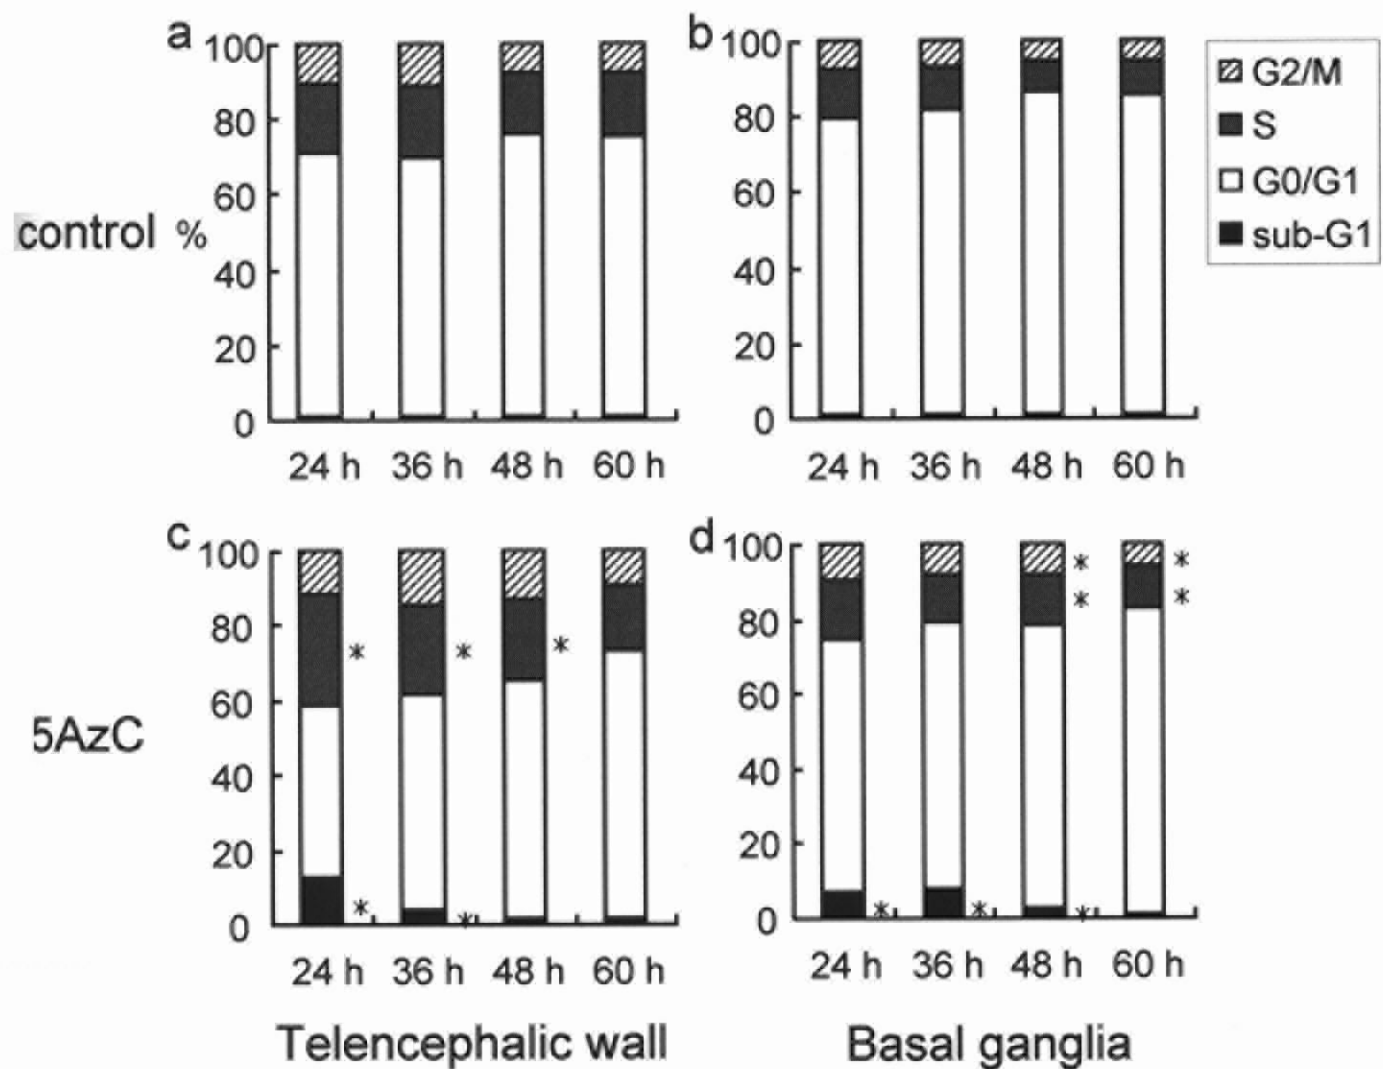 a
100
80
60
40
20
0
control %
24 h 36 h 48 h 60 h
b
100
80
60
40
20
0
24 h 36 h 48 h 60 h
G2/M
S
G0/G1
sub-G1
c
100
80
60
40
20
0
5AzC
* * *
* *
24 h 36 h 48 h 60 h
Telencephalic wall
d
100
80
60
40
20
0
* *
* *
* * *
24 h 36 h 48 h 60 h
Basal ganglia